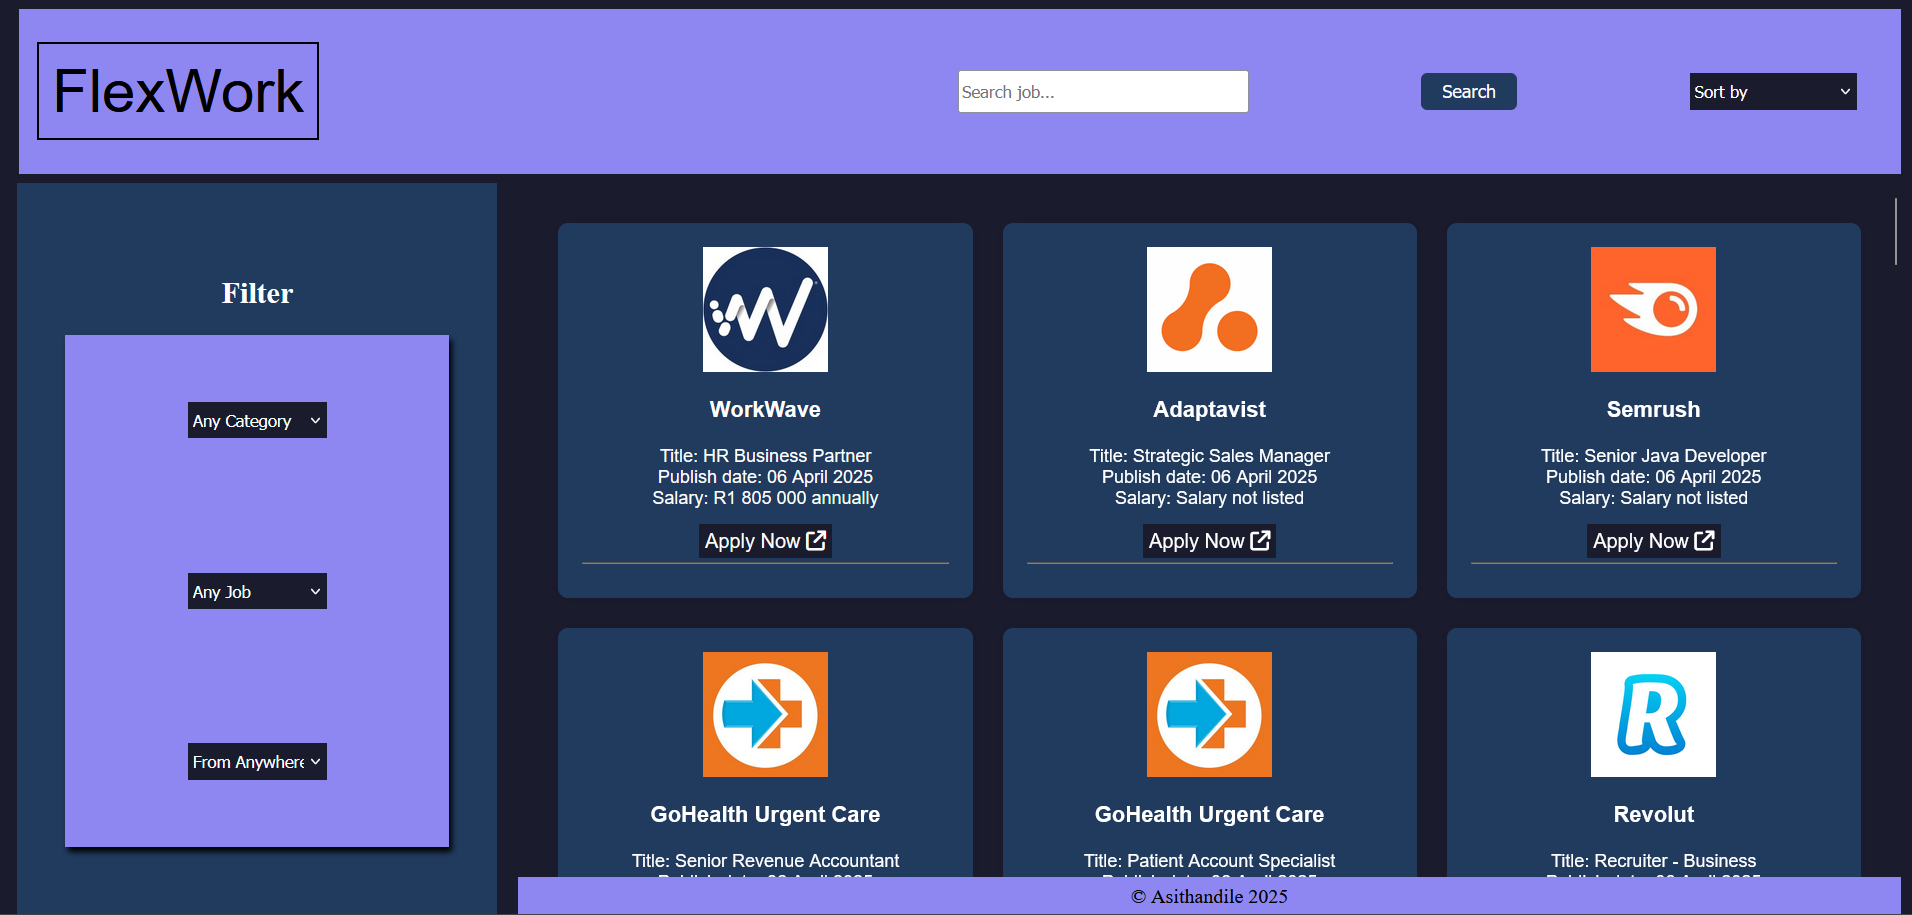 FlexWork
Search job...
Search
Sort by
Filter
Any Category
Any Job
From Anywhere
WorkWave
Title: HR Business Partner
Publish date: 06 April 2025
Salary: R1 805 000 annually
Apply Now
Adaptavist
Title: Strategic Sales Manager
Publish date: 06 April 2025
Salary: Salary not listed
Apply Now
Semrush
Title: Senior Java Developer
Publish date: 06 April 2025
Salary: Salary not listed
Apply Now
GoHealth Urgent Care
Title: Senior Revenue Accountant
GoHealth Urgent Care
Title: Patient Account Specialist
Revolut
Title: Recruiter - Business
© Asithandile 2025